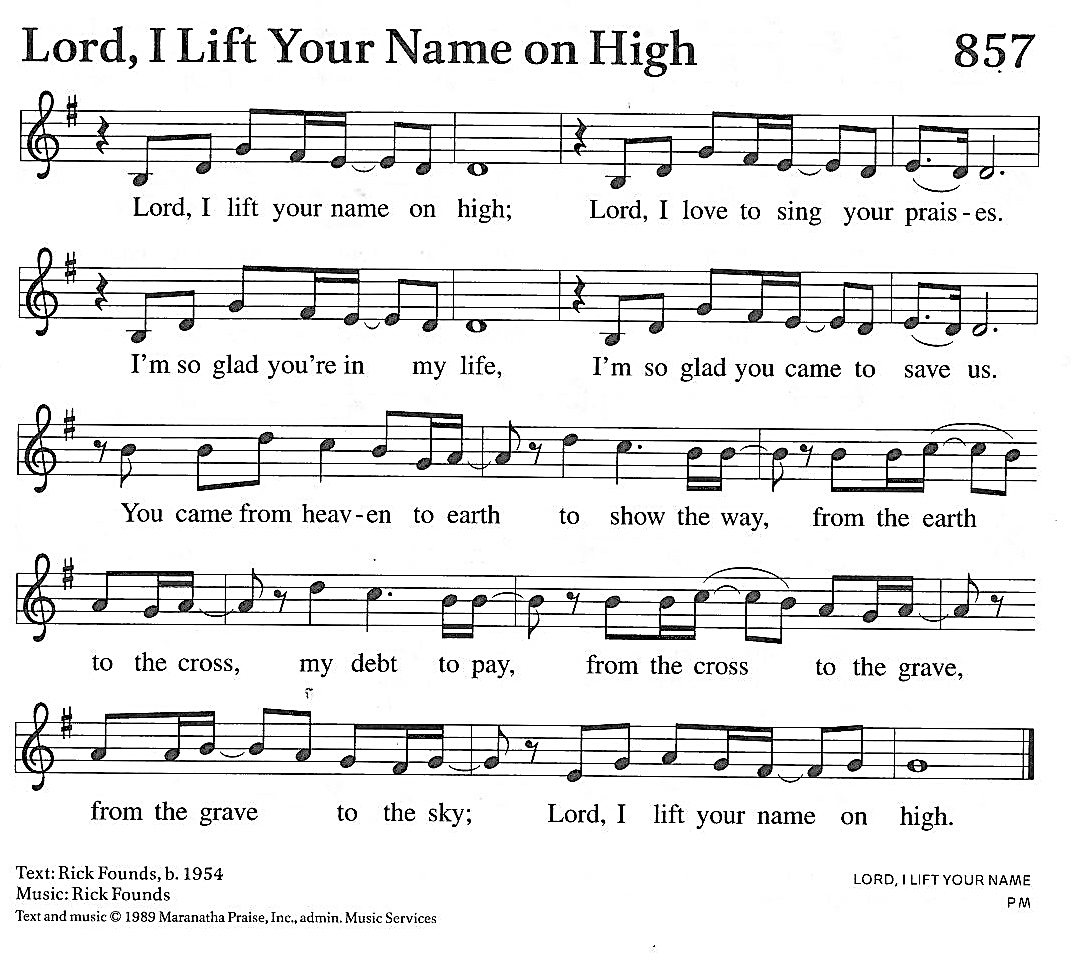 Lord, I Lift Your Name on High 857
Lord, I lift your name on high; Lord, I love to sing your prais - es.
I'm so glad you're in my life, I'm so glad you came to save us.
You came from heav - en to earth to show the way, from the earth
to the cross, my debt to pay, from the cross to the grave,
from the grave to the sky; Lord, I lift your name on high.
Text: Rick Founds, b. 1954
Music: Rick Founds
Text and music © 1989 Maranatha Praise, Inc., admin. Music Services
LORD, I LIFT YOUR NAME
PM